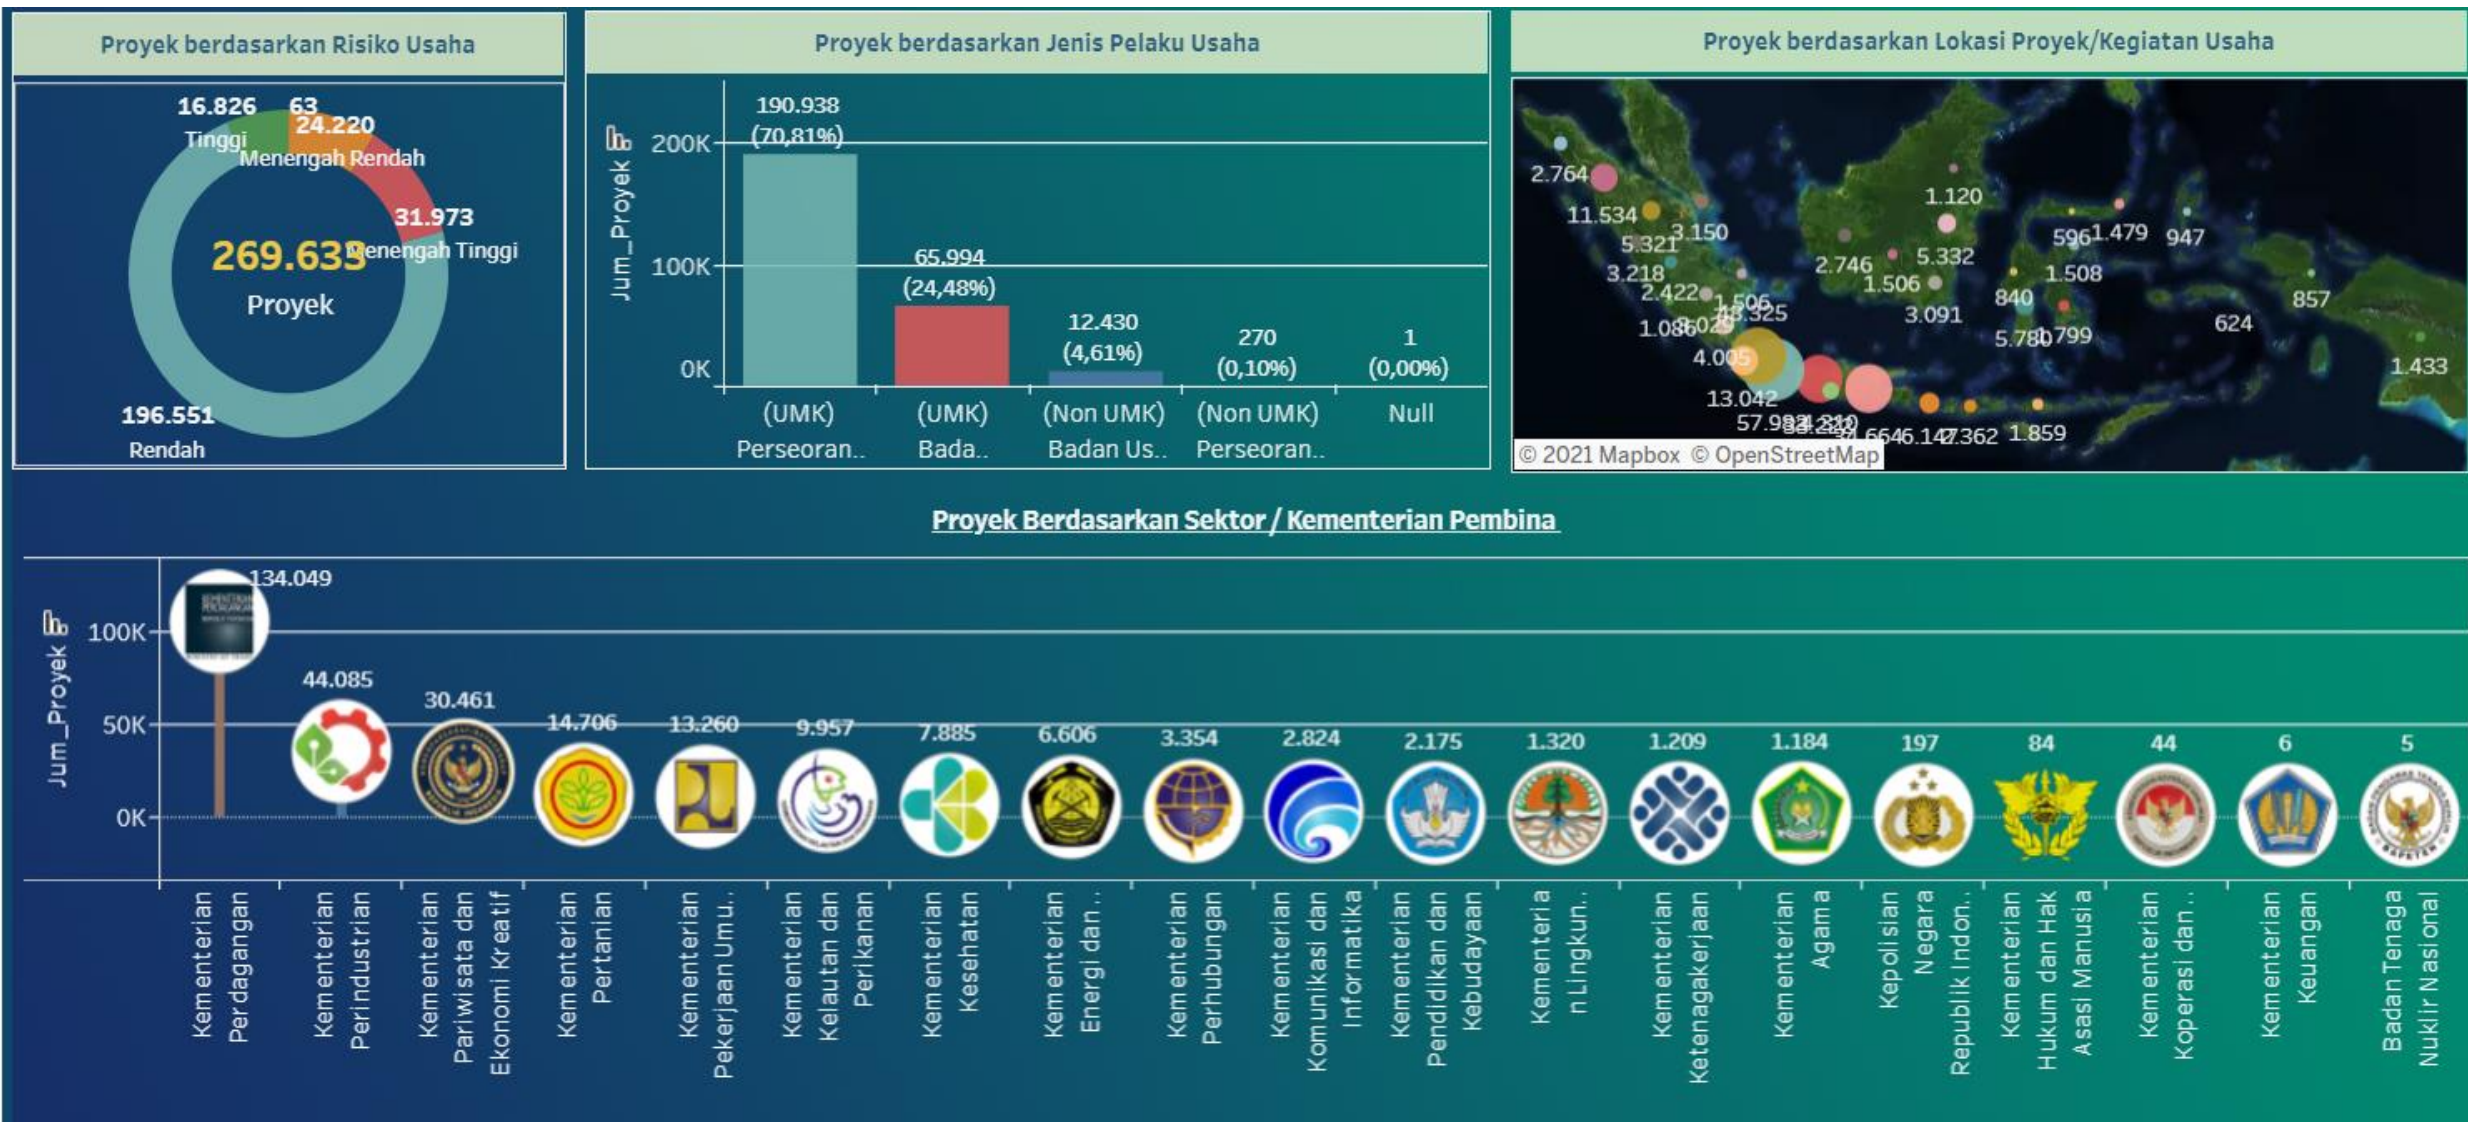 Proyek berdasarkan Risiko Usaha
16.826
Tinggi
63
24.220
Menengah Rendah
31.973
Menengah Tinggi
269.633
Proyek
196.551
Rendah
Proyek berdasarkan Jenis Pelaku Usaha
Jum_Proyek
200K
100K
0K
190.938
(70,81%)
65.994
(24,48%)
12.430
(4,61%)
270
(0,10%)
1
(0,00%)
(UMK)
Perseoran..
(UMK)
Bada..
(Non UMK)
Badan Us..
(Non UMK)
Perseoran..
Null
Proyek berdasarkan Lokasi Proyek/Kegiatan Usaha
2.764
11.534
5.321
3.150
3.218
2.422
1.506
1.086
4.005
13.042
1.120
2.746
5.332
1.506
3.091
596
1.479
947
1.508
840
857
624
5.780
1.433
2.362
1.859
© 2021 Mapbox © OpenStreetMap
Proyek Berdasarkan Sektor / Kementerian Pembina
Jum_Proyek
100K
50K
0K
134.049
44.085
30.461
14.706
13.260
9.957
7.885
6.606
3.354
2.824
2.175
1.320
1.209
1.184
197
84
44
6
5
Kementerian
Perdagangan
Kementerian
Perindustrian
Kementerian
Pariwisata dan
Ekonomi Kreatif
Kementerian
Pertanian
Kementerian
Pekerjaan Umu..
Kementerian
Kelautan dan
Perikanan
Kementerian
Kesehatan
Kementerian
Energi dan ..
Kementerian
Perhubungan
Kementerian
Komunikasi dan
Informatika
Kementerian
Pendidikan dan
Kebudayaan
Kementeria
n Lingkun..
Kementerian
Ketenagakerjaan
Kementerian
Agama
Kepolisian
Negara
Republik Indon..
Kementerian
Hukum dan Hak
Asasi Manusia
Kementerian
Koperasi dan ..
Kementerian
Keuangan
Badan Tenaga
Nuklir Nasional